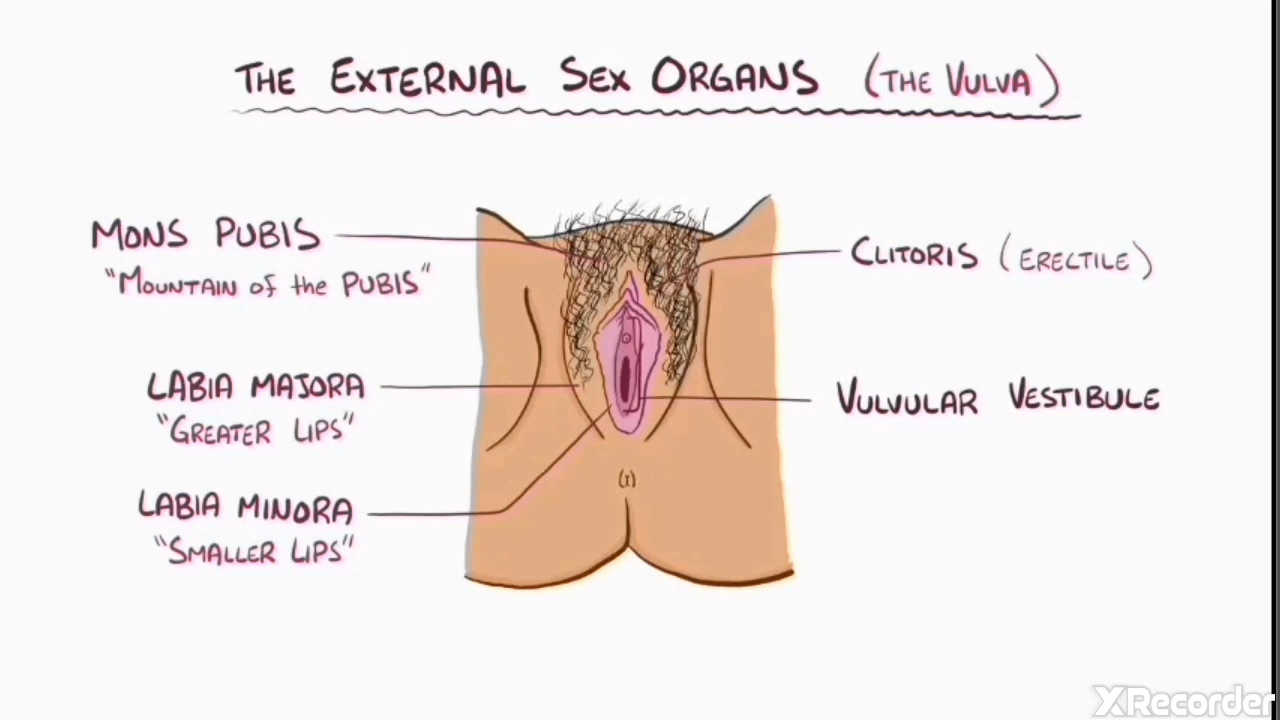 THE EXTERNAL SEX ORGANS (THE VULVA)
MONS PUBIS
"MOUNTAIN of the PUBIS"
CLITORIS (ERECTILE)
LABIA MAJORA
"GREATER LIPS"
VULVULAR VESTIBULE
LABIA MINORA
"SMALLER LIPS"
XRecorder